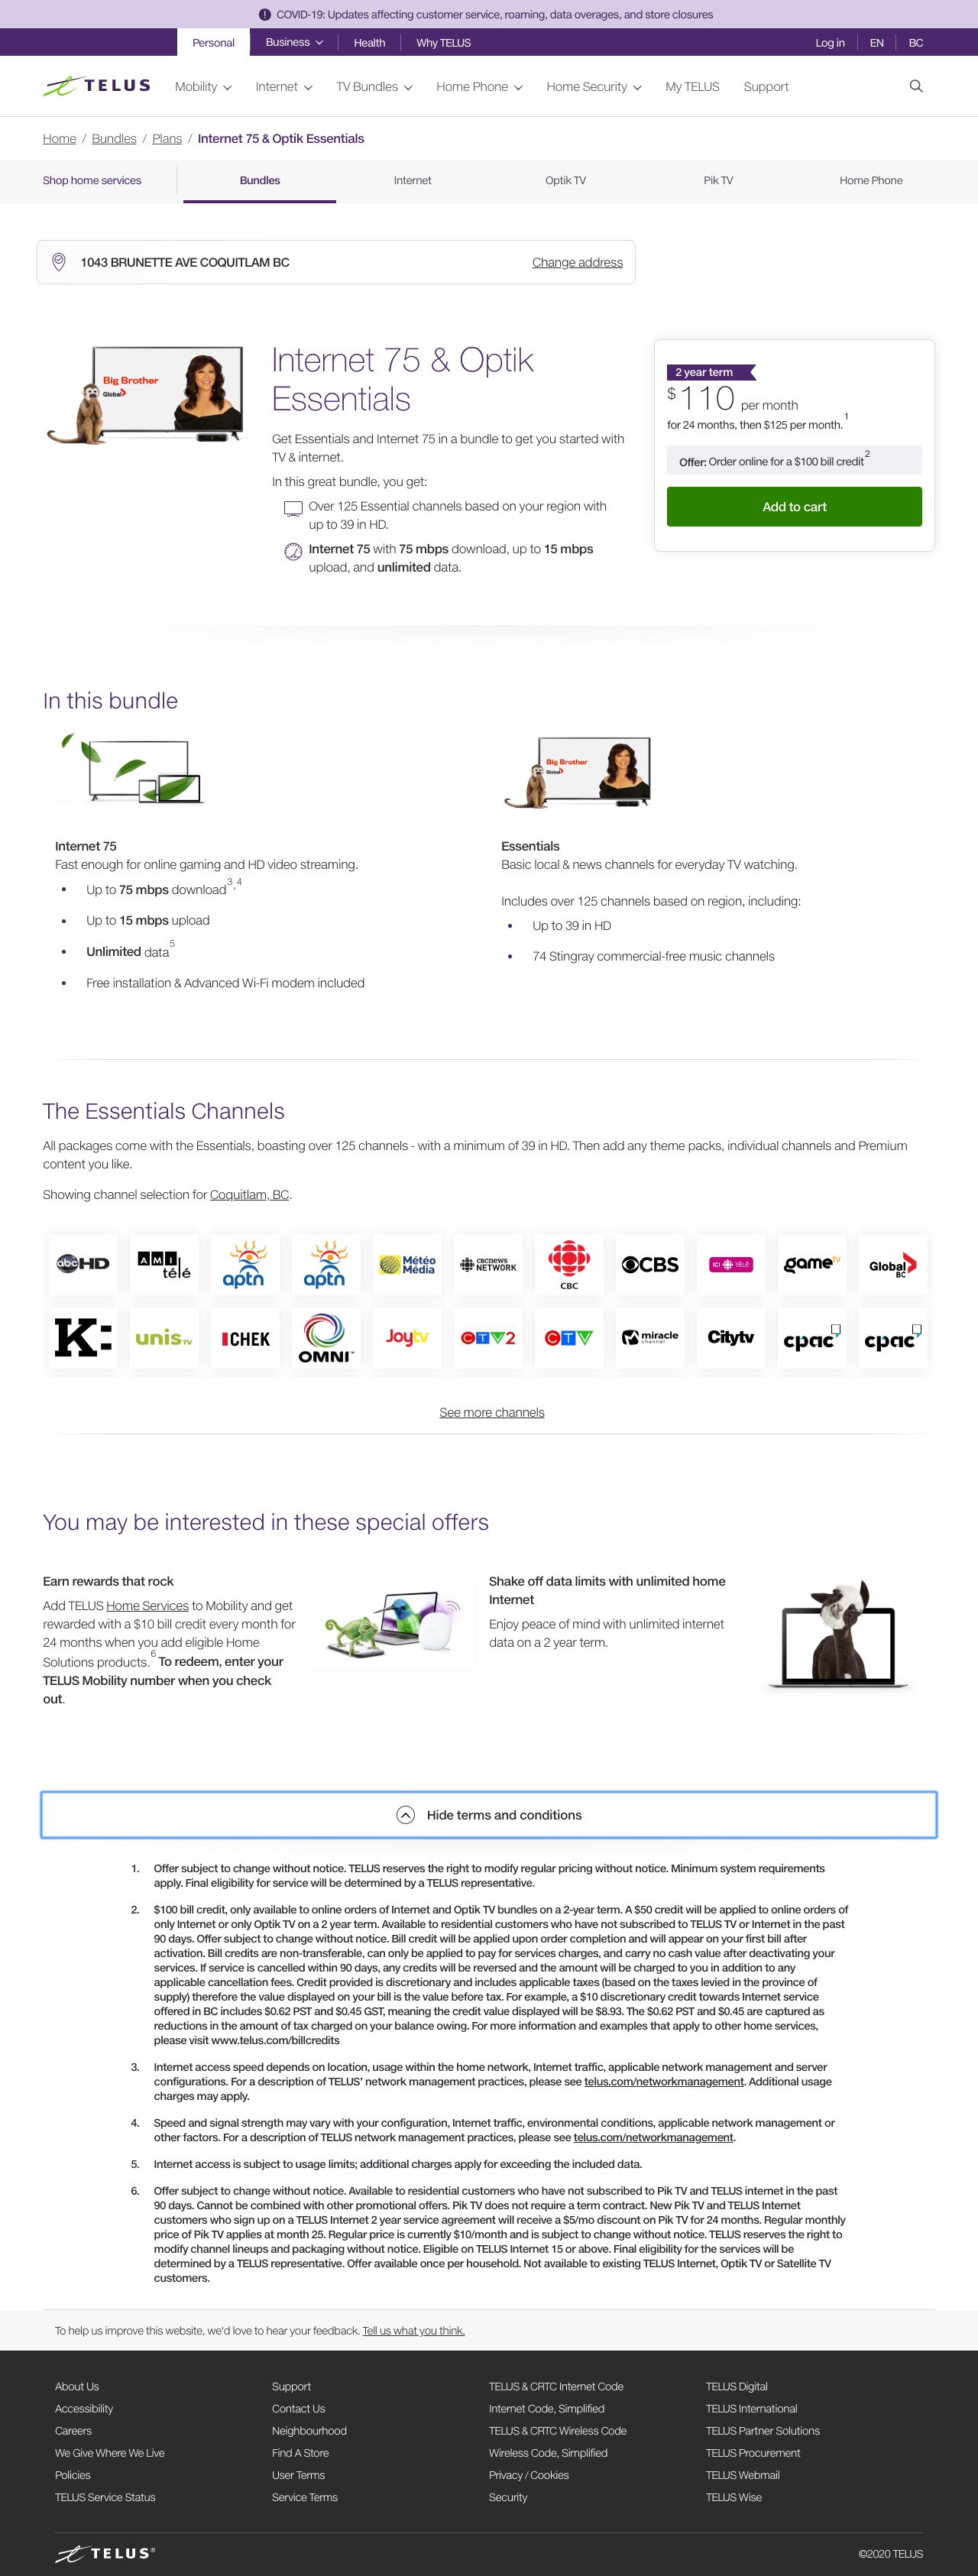 COVID-19: Updates affecting customer service, roaming, data overages, and store closures
Personal Business Health Why TELUS Log in EN BC
TELUS Mobility Internet TV Bundles Home Phone Home Security My TELUS Support
Home / Bundles / Plans / Internet 75 & Optik Essentials
Shop home services Bundles Internet Optik TV Pik TV Home Phone
1043 BRUNETTE AVE COQUITLAM BC Change address
Big Brother
Global
Internet 75 & Optik
Essentials
Get Essentials and Internet 75 in a bundle to get you started with
TV & internet.
In this great bundle, you get:
Over 125 Essential channels based on your region with
up to 39 in HD.
Internet 75 with 75 mbps download, up to 15 mbps
upload, and unlimited data.
2 year term
$110 per month
for 24 months, then $125 per month.1
Offer: Order online for a $100 bill credit2
Add to cart
In this bundle
Internet 75
Fast enough for online gaming and HD video streaming.
• Up to 75 mbps download3,4
• Up to 15 mbps upload
• Unlimited data5
• Free installation & Advanced Wi-Fi modem included
Big Brother
Global
Essentials
Basic local & news channels for everyday TV watching.
Includes over 125 channels based on region, including:
• Up to 39 in HD
• 74 Stingray commercial-free music channels
The Essentials Channels
All packages come with the Essentials, boasting over 125 channels - with a minimum of 39 in HD. Then add any theme packs, individual channels and Premium
content you like.
Showing channel selection for Coquitlam, BC.
abc HD AMI télé aptn aptn Météo Média cbcnews NETWORK CBC CBS ICI TÉLÉ gametv Global BC
K: unis TV CHEK OMNI™ Joytv CTV2 CTV miracle channel Citytv cpac cpac
See more channels
You may be interested in these special offers
Earn rewards that rock
Add TELUS Home Services to Mobility and get
rewarded with a $10 bill credit every month for
24 months when you add eligible Home
Solutions products.6 To redeem, enter your
TELUS Mobility number when you check
out.
Shake off data limits with unlimited home
Internet
Enjoy peace of mind with unlimited internet
data on a 2 year term.
Hide terms and conditions
1. Offer subject to change without notice. TELUS reserves the right to modify regular pricing without notice. Minimum system requirements
apply. Final eligibility for service will be determined by a TELUS representative.
2. $100 bill credit, only available to online orders of Internet and Optik TV bundles on a 2-year term. A $50 credit will be applied to online orders of
only Internet or only Optik TV on a 2 year term. Available to residential customers who have not subscribed to TELUS TV or Internet in the past
90 days. Offer subject to change without notice. Bill credit will be applied upon order completion and will appear on your first bill after
activation. Bill credits are non-transferable, can only be applied to pay for services charges, and carry no cash value after deactivating your
services. If service is cancelled within 90 days, any credits will be reversed and the amount will be charged to you in addition to any
applicable cancellation fees. Credit provided is discretionary and includes applicable taxes (based on the taxes levied in the province of
supply) therefore the value displayed on your bill is the value before tax. For example, a $10 discretionary credit towards Internet service
offered in BC includes $0.62 PST and $0.45 GST, meaning the credit value displayed will be $8.93. The $0.62 PST and $0.45 are captured as
reductions in the amount of tax charged on your balance owing. For more information and examples that apply to other home services,
please visit www.telus.com/billcredits
3. Internet access speed depends on location, usage within the home network, Internet traffic, applicable network management and server
configurations. For a description of TELUS' network management practices, please see telus.com/networkmanagement. Additional usage
charges may apply.
4. Speed and signal strength may vary with your configuration, Internet traffic, environmental conditions, applicable network management or
other factors. For a description of TELUS network management practices, please see telus.com/networkmanagement.
5. Internet access is subject to usage limits; additional charges apply for exceeding the included data.
6. Offer subject to change without notice. Available to residential customers who have not subscribed to Pik TV and TELUS internet in the past
90 days. Cannot be combined with other promotional offers. Pik TV does not require a term contract. New Pik TV and TELUS Internet
customers who sign up on a TELUS Internet 2 year service agreement will receive a $5/mo discount on Pik TV for 24 months. Regular monthly
price of Pik TV applies at month 25. Regular price is currently $10/month and is subject to change without notice. TELUS reserves the right to
modify channel lineups and packaging without notice. Eligible on TELUS Internet 15 or above. Final eligibility for the services will be
determined by a TELUS representative. Offer available once per household. Not available to existing TELUS Internet, Optik TV or Satellite TV
customers.
To help us improve this website, we'd love to hear your feedback. Tell us what you think.
About Us Support TELUS & CRTC Internet Code TELUS Digital
Accessibility Contact Us Internet Code, Simplified TELUS International
Careers Neighbourhood TELUS & CRTC Wireless Code TELUS Partner Solutions
We Give Where We Live Find A Store Wireless Code, Simplified TELUS Procurement
Policies User Terms Privacy / Cookies TELUS Webmail
TELUS Service Status Service Terms Security TELUS Wise
TELUS® ©2020 TELUS